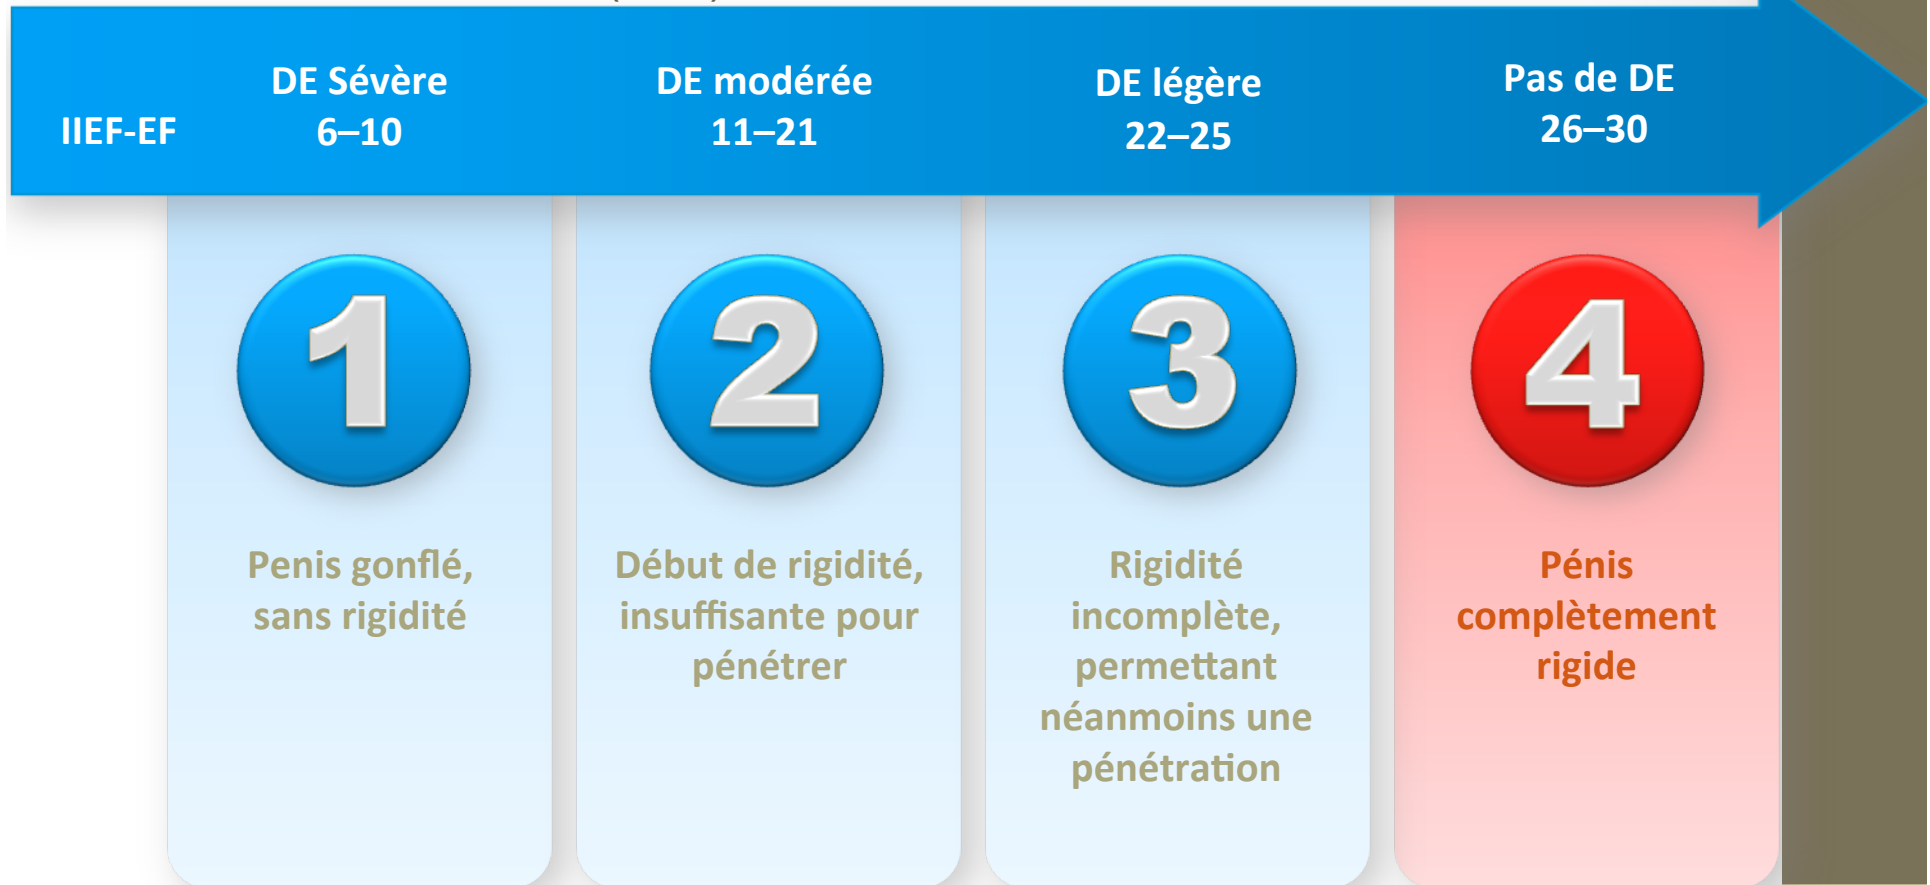 IIEF-EF
DE Sévère
6–10
DE modérée
11–21
DE légère
22–25
Pas de DE
26–30
1
2
3
4
Penis gonflé,
sans rigidité
Début de rigidité,
insuffisante pour
pénétrer
Rigidité
incomplète,
permettant
néanmoins une
pénétration
Pénis
complètement
rigide